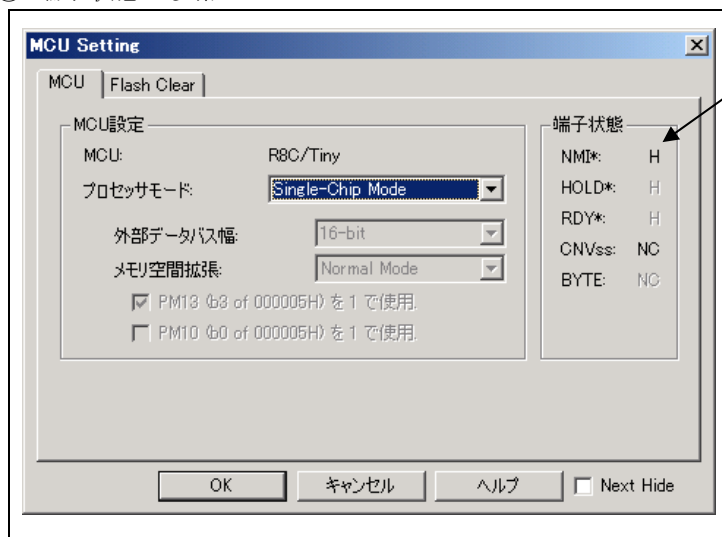 MCU Setting
MCU
Flash Clear
MCU設定
MCU: R8C/Tiny
プロセッサモード: Single-Chip Mode
外部データバス幅: 16-bit
メモリ空間拡張: Normal Mode
PM13 (b3 of 000005H) を 1 で使用.
PM10 (b0 of 000005H) を 1 で使用.
端子状態
NMI*: H
HOLD*: H
RDY*: H
CNVss: NC
BYTE: NC
OK
キャンセル
ヘルプ
Next Hide